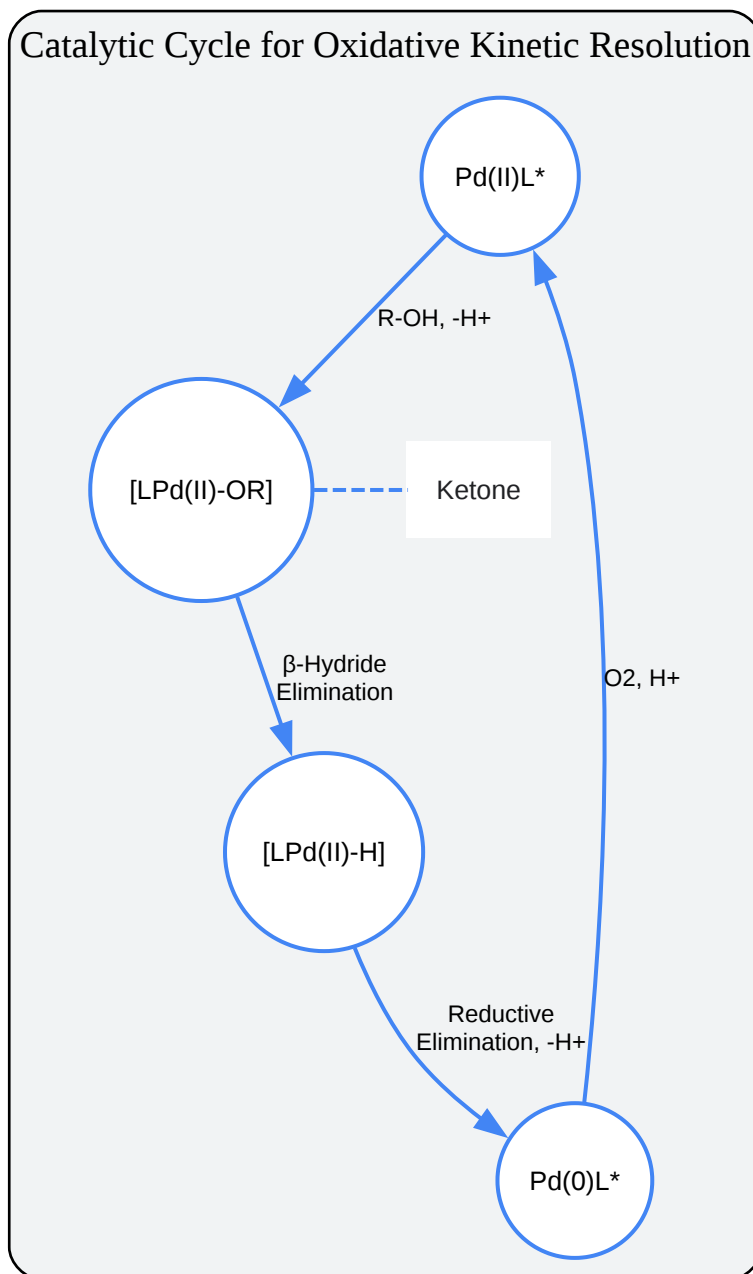 Catalytic Cycle for Oxidative Kinetic Resolution
Pd(II)L*
R-OH, -H+
[LPd(II)-OR]
Ketone
β-Hydride
Elimination
O2, H+
[LPd(II)-H]
Reductive
Elimination, -H+
Pd(0)L*